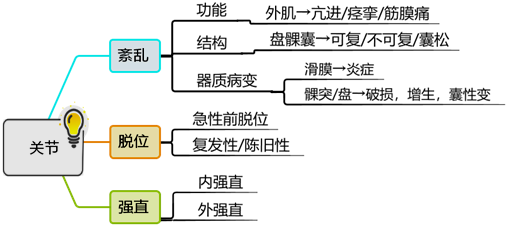 关节
紊乱
功能
外肌→亢进/痉挛/筋膜痛
结构
盘髁囊→可复/不可复/囊松
器质病变
滑膜→炎症
髁突/盘→破损，增生，囊性变
脱位
急性前脱位
复发性/陈旧性
强直
内强直
外强直